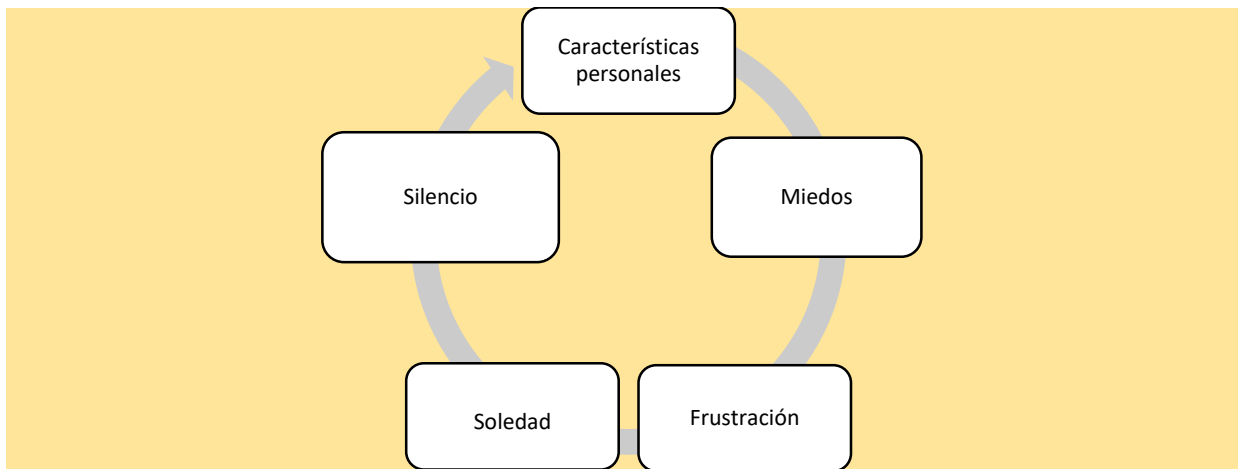 Características
personales
Silencio
Miedos
Soledad
Frustración